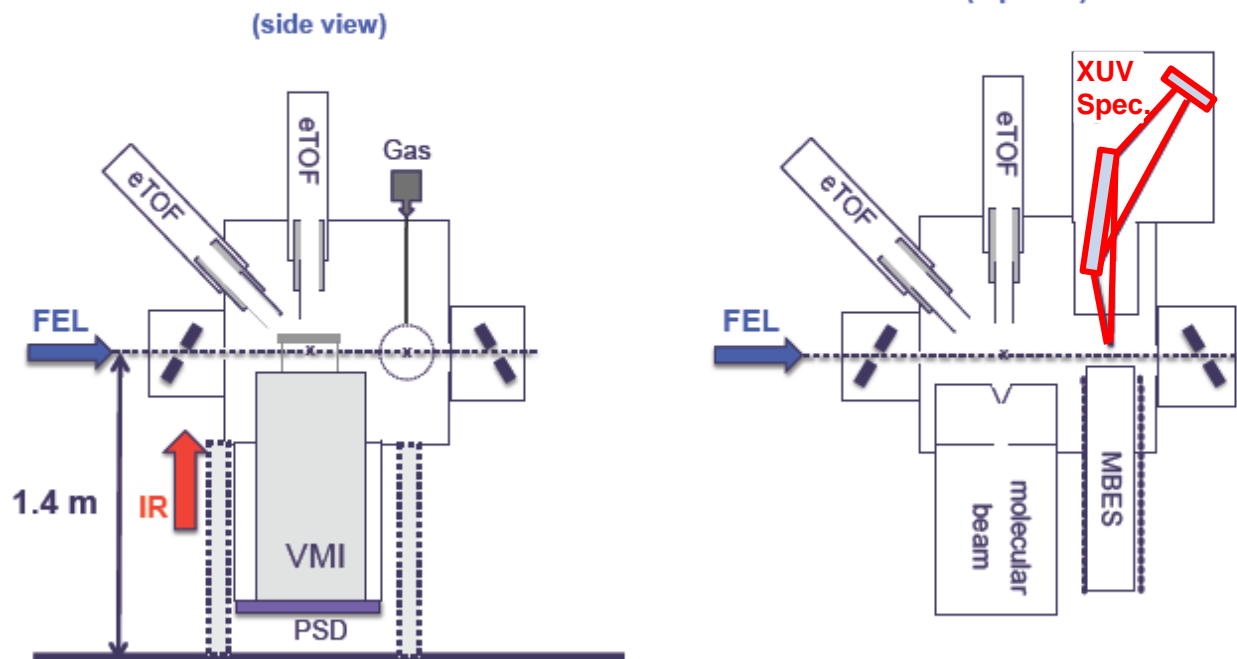 (side view)
eTOF
eTOF
Gas
FEL
1.4 m
IR
VMI
PSD
XUV
Spec.
eTOF
eTOF
FEL
molecular
beam
MBES